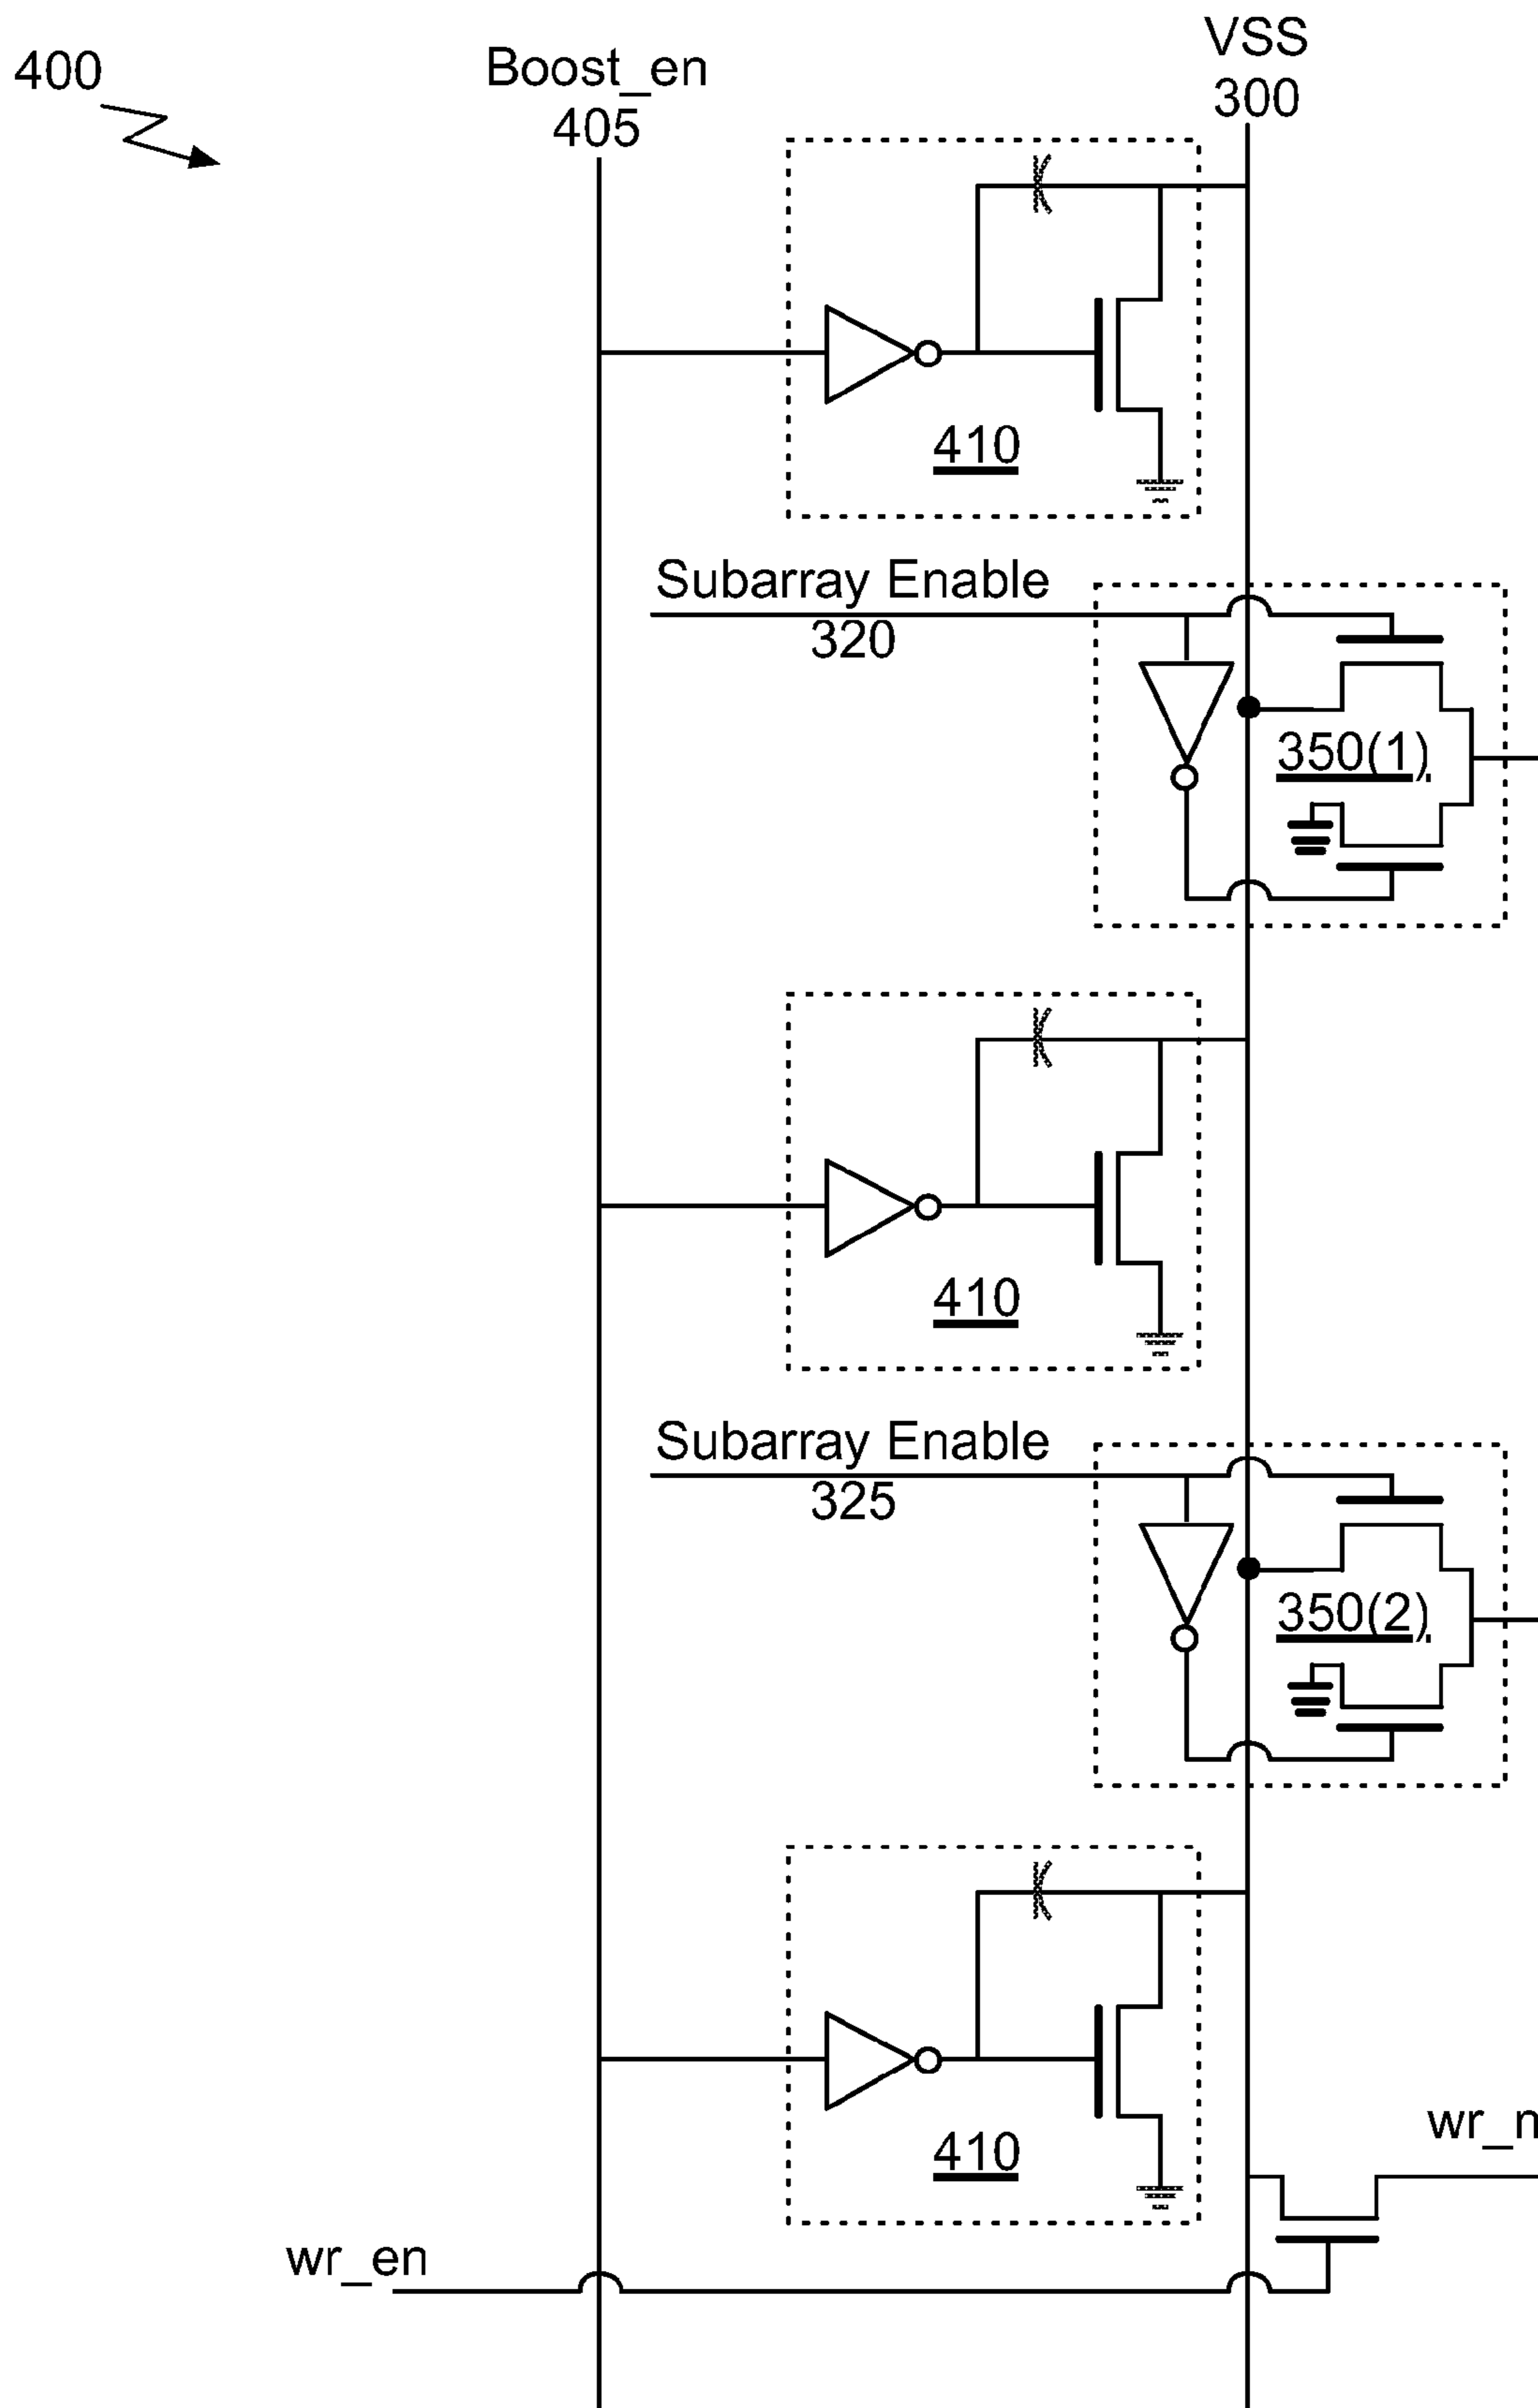 400
Boost_en
405
VSS
300
410
Subarray Enable
320
350(1)
410
Subarray Enable
325
350(2)
410
wr_n
wr_en